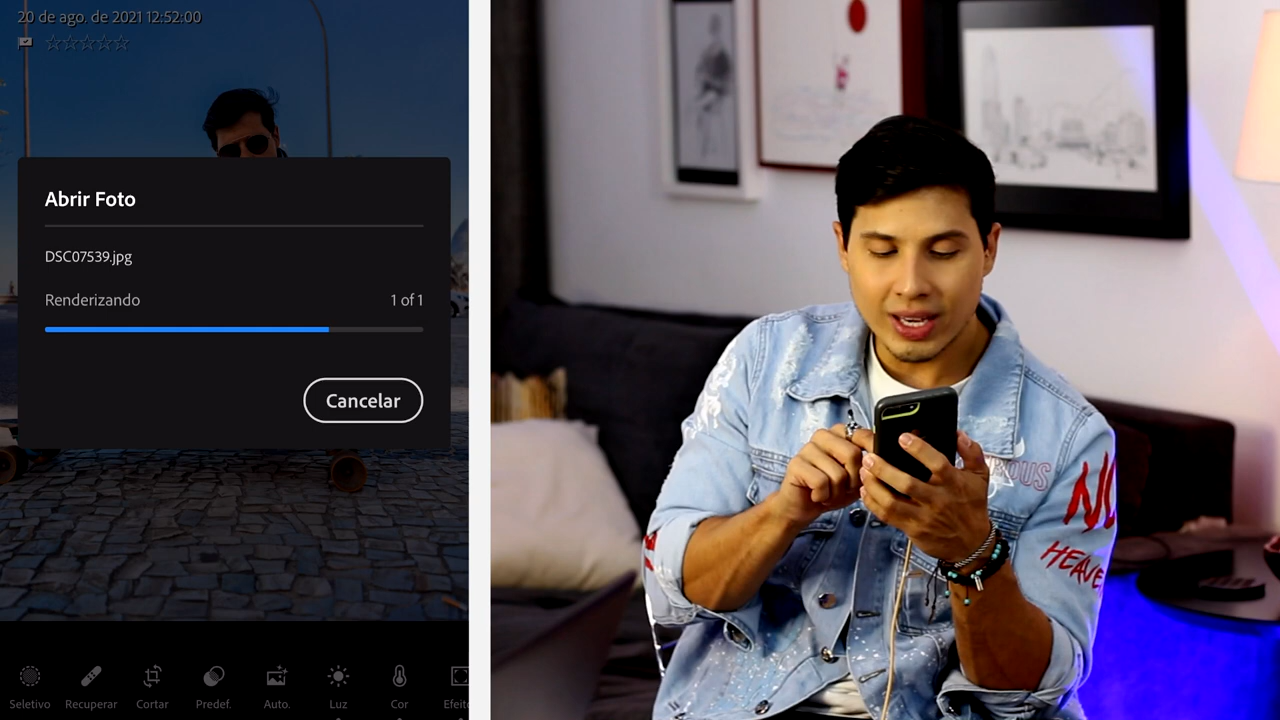 20 de ago. de 2021 12:52:00
Abrir Foto
DSC07539.jpg
Renderizando 1 of 1
Cancelar
Seletivo Recuperar Cortar Predef. Auto. Luz Cor Efeito
HEAVE